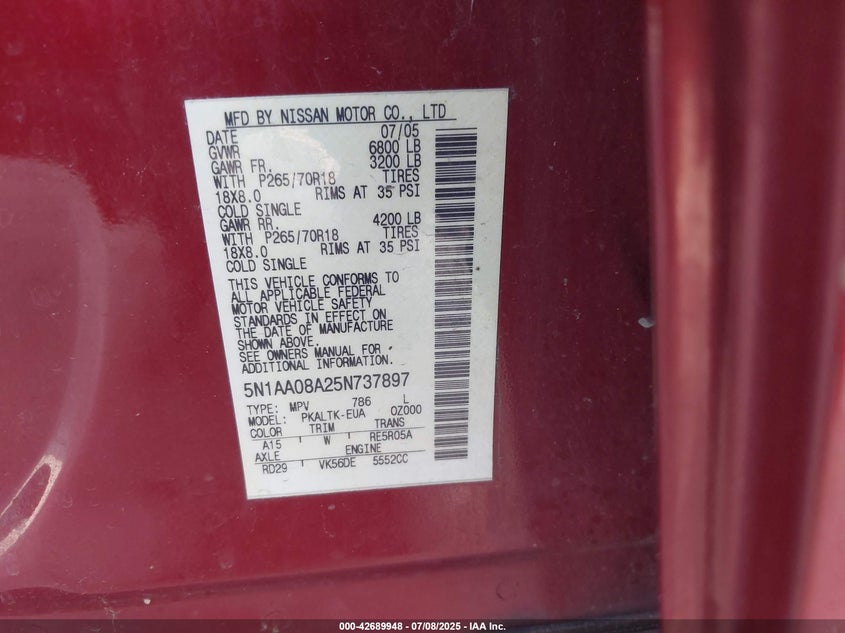 MFD BY NISSAN MOTOR CO., LTD
DATE 07/05
GVWR 6800 LB
GAWR FR. 3200 LB
WITH P265/70R18 TIRES
18X8.0 RIMS AT 35 PSI
COLD SINGLE
GAWR RR. 4200 LB
WITH P265/70R18 TIRES
18X8.0 RIMS AT 35 PSI
COLD SINGLE
THIS VEHICLE CONFORMS TO
ALL APPLICABLE FEDERAL
MOTOR VEHICLE SAFETY
STANDARDS IN EFFECT ON
THE DATE OF MANUFACTURE
SHOWN ABOVE.
SEE OWNERS MANUAL FOR
ADDITIONAL INFORMATION.
5N1AA08A25N737897
TYPE: MPV 786 L
MODEL: PKALTK-EUA OZ000
COLOR TRIM TRANS
A15 W RE5R05A
AXLE ENGINE
RD29 VK56DE 5552CC
000-42689948 - 07/08/2025 - IAA Inc.